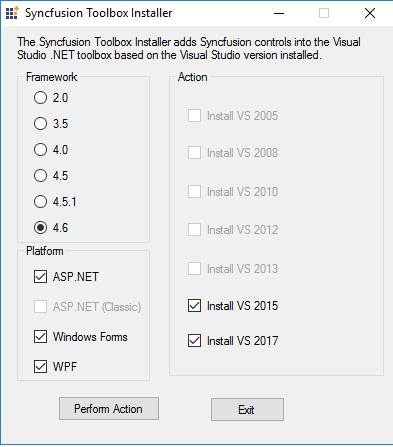 Syncfusion Toolbox Installer
The Syncfusion Toolbox Installer adds Syncfusion controls into the Visual
Studio .NET toolbox based on the Visual Studio version installed.
Framework
2.0
3.5
4.0
4.5
4.5.1
4.6
Platform
ASP.NET
ASP.NET (Classic)
Windows Forms
WPF
Action
Install VS 2005
Install VS 2008
Install VS 2010
Install VS 2012
Install VS 2013
Install VS 2015
Install VS 2017
Perform Action
Exit